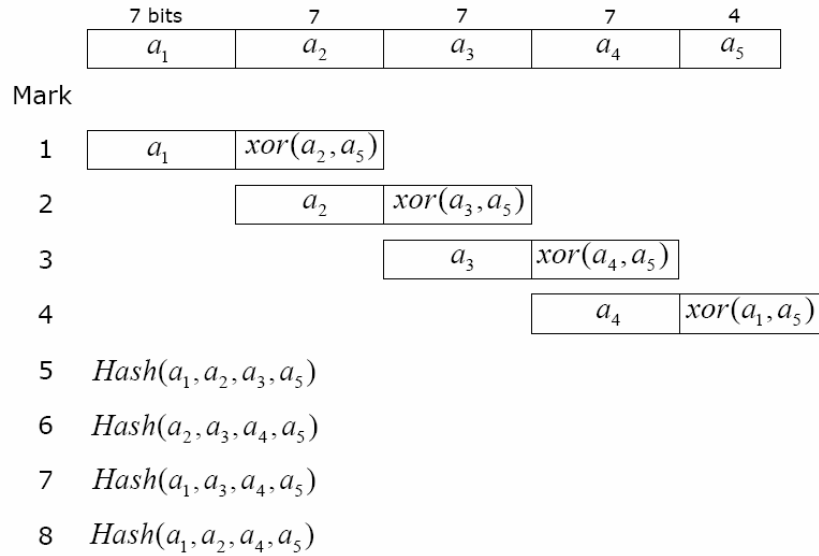 7 bits 7 7 7 4
a₁ a₂ a₃ a₄ a₅
Mark
1 a₁ xor(a₂,a₅)
2 a₂ xor(a₃,a₅)
3 a₃ xor(a₄,a₅)
4 a₄ xor(a₁,a₅)
5 Hash(a₁,a₂,a₃,a₅)
6 Hash(a₂,a₃,a₄,a₅)
7 Hash(a₁,a₃,a₄,a₅)
8 Hash(a₁,a₂,a₄,a₅)